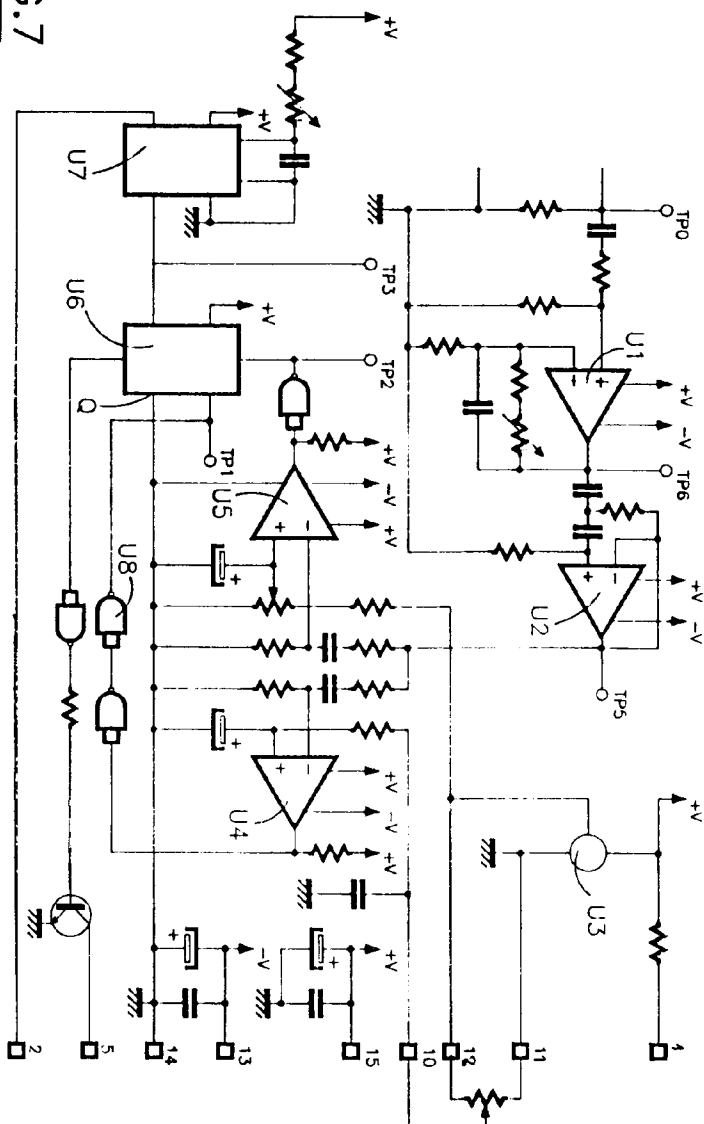 +V
+V
U7
TP0
TP3
U6
+V
Q
TP2
TP1
U1
+
−
+V
-V
TP6
+V
-V
+V
U5
+
−
+
U8
U2
−
+
+V
-V
TP5
U4
−
+
+
+V
-V
+V
+V
U3
+
-V
+
+V
2
5
14
13
15
10
12
11
1
6.7